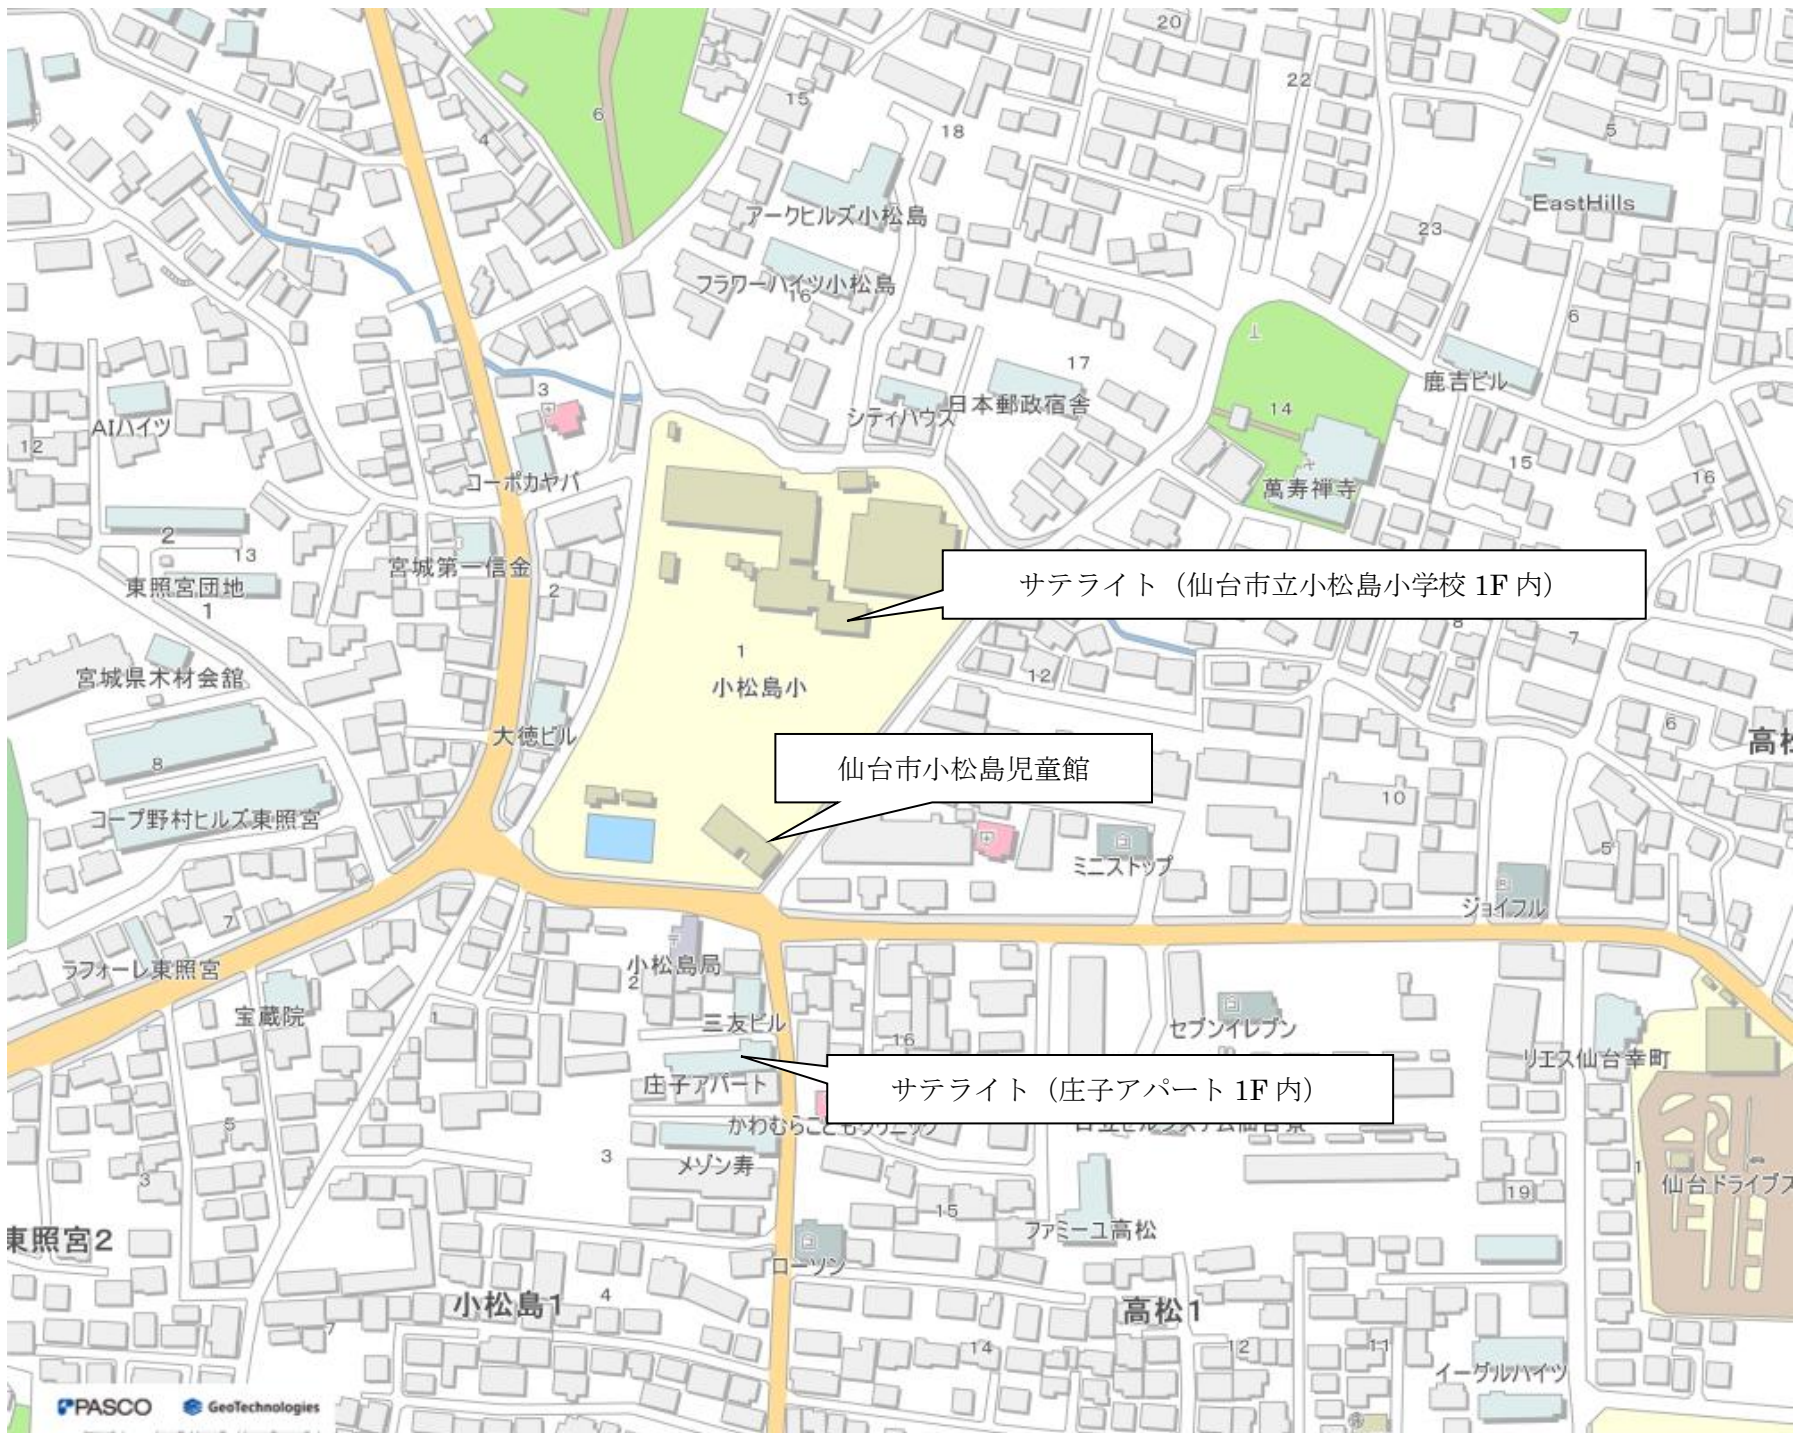 20
22
15
6
18
4
5
アークヒルズ小松島
EastHills
23
フラワーハイツ小松島
16
6
17
鹿吉ビル
3
日本郵政宿舎
14
シティハウス
AIハイツ
12
コーポカヤバ
15
16
萬寿禅寺
2
13
宮城第一信金
東照宮団地
2
1
サテライト（仙台市立小松島小学校 1F 内）
8
7
1
宮城県木材会館
小松島小
12
6
大徳ビル
高松
仙台市小松島児童館
8
10
コープ野村ヒルズ東照宮
5
ミニストップ
ジョイフル
7
ラフォーレ東照宮
小松島局
2
宝蔵院
1
三友ビル
16
セブンイレブン
リエス仙台幸町
庄子アパート
サテライト（庄子アパート 1F 内）
5
かわむらこどもクリニック
3
メゾン寿
3
1
仙台ドライブス
19
15
ファミーユ高松
東照宮2
ローソン
小松島1
4
高松1
7
14
12
11
イーグルハイツ
PASCO
GeoTechnologies